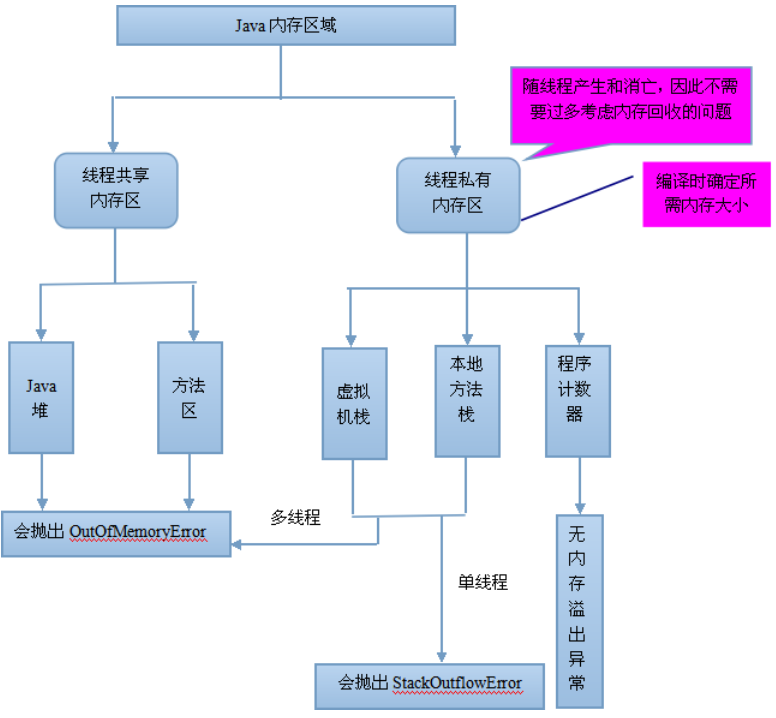 Java 内存区域
随线程产生和消亡，因此不需
要过多考虑内存回收的问题
线程共享
内存区
线程私有
内存区
编译时确定所
需内存大小
Java
堆
方法
区
虚拟
机栈
本地
方法
栈
程序
计数
器
会抛出 OutOfMemoryError
多线程
单线程
无
内
存
溢
出
异
常
会抛出 StackOutflowError